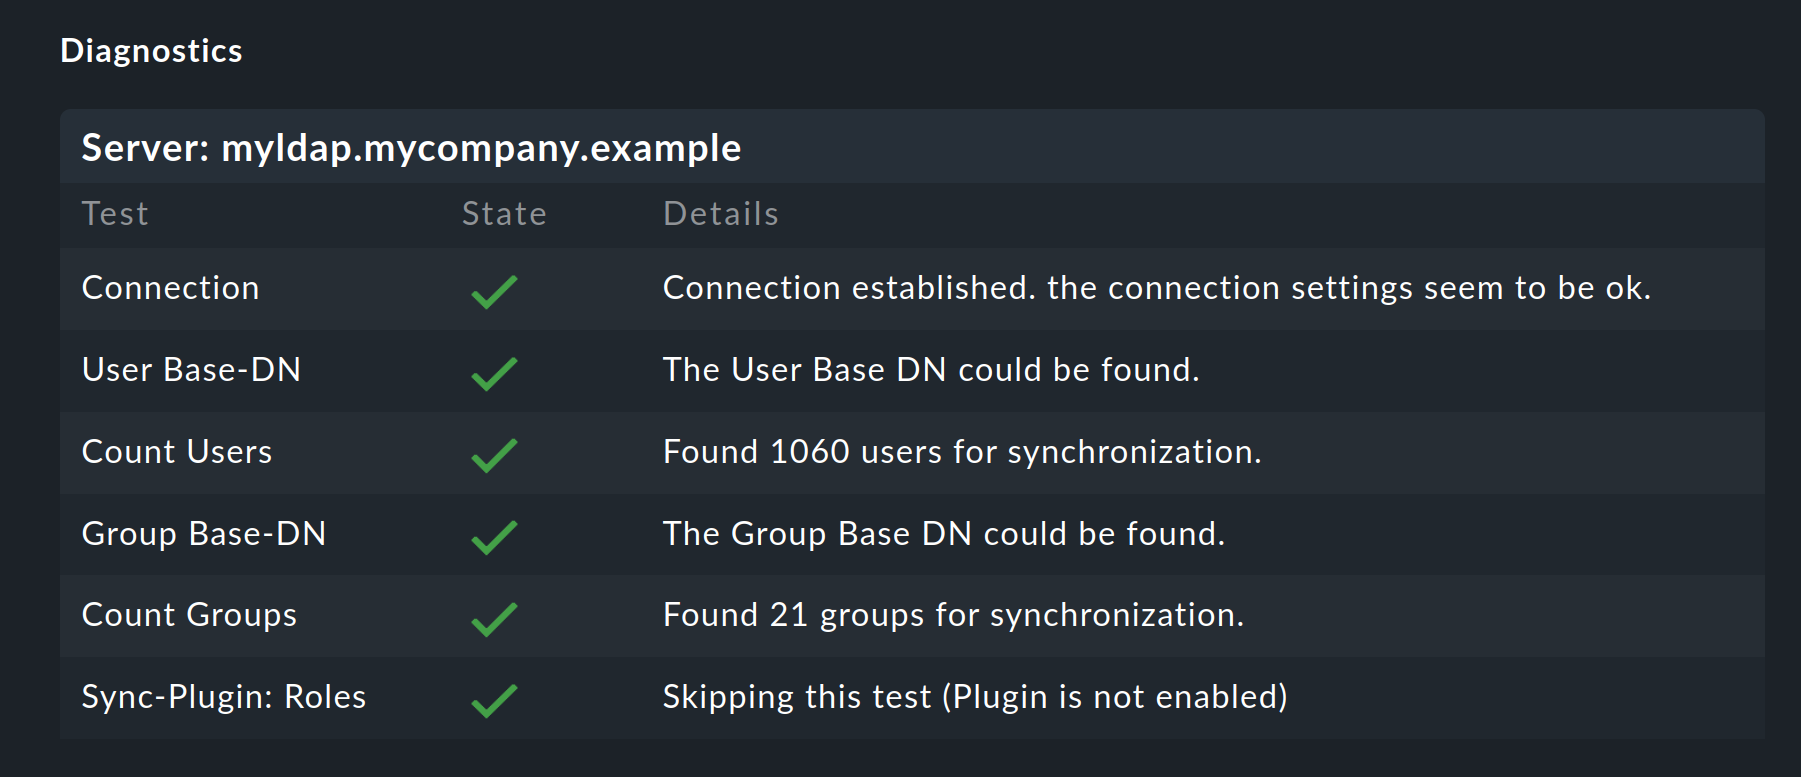 Diagnostics
Server: myldap.mycompany.example
Test State Details
Connection Connection established. the connection settings seem to be ok.
User Base-DN The User Base DN could be found.
Count Users Found 1060 users for synchronization.
Group Base-DN The Group Base DN could be found.
Count Groups Found 21 groups for synchronization.
Sync-Plugin: Roles Skipping this test (Plugin is not enabled)